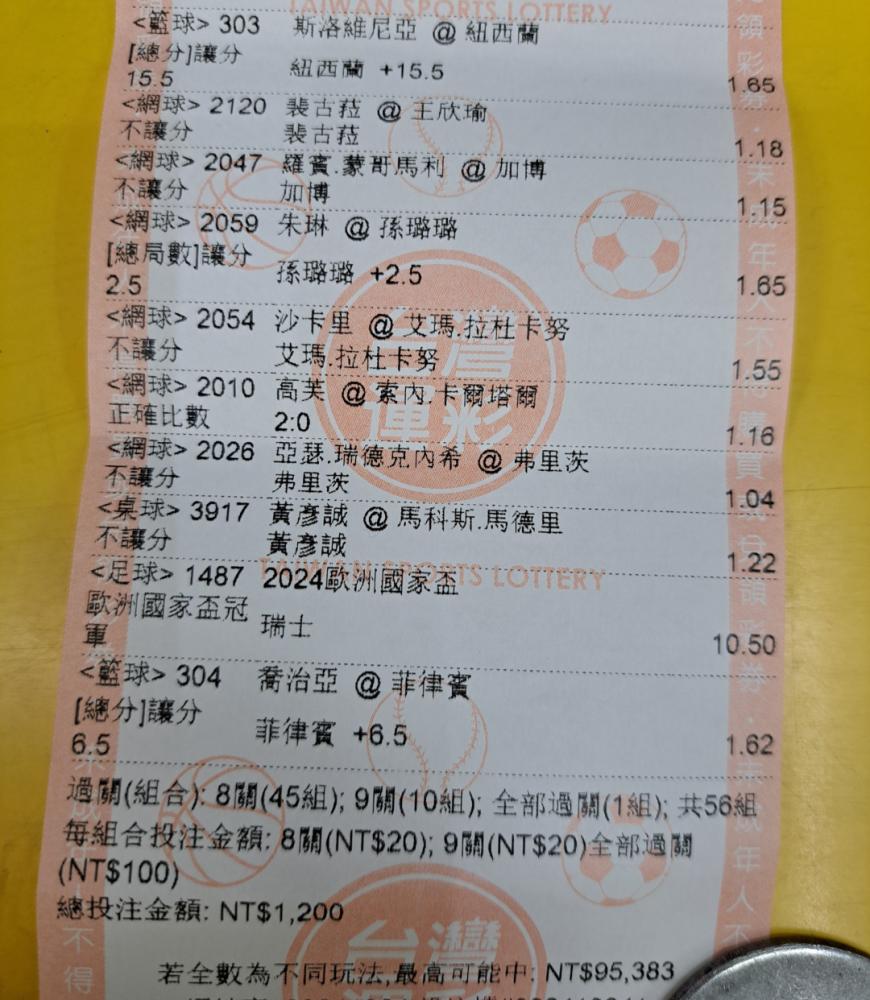 TAIWAN SPORTS LOTTERY
<籃球> 303 斯洛維尼亞 @ 紐西蘭
[總分]讓分
15.5 紐西蘭 +15.5 1.65
<網球> 2120 裴古菈 @ 王欣瑜
不讓分 裴古菈 1.18
<網球> 2047 羅賓.蒙哥馬利 @ 加博
不讓分 加博 1.15
<網球> 2059 朱琳 @ 孫璐璐
[總局數]讓分
2.5 孫璐璐 +2.5 1.65
<網球> 2054 沙卡里 @ 艾瑪.拉杜卡努
不讓分 艾瑪.拉杜卡努 1.55
<網球> 2010 高芙 @ 索內.卡爾塔爾
正確比數 2:0 1.16
<網球> 2026 亞瑟.瑞德克內希 @ 弗里茨
不讓分 弗里茨 1.04
<桌球> 3917 黃彥誠 @ 馬科斯.馬德里
不讓分 黃彥誠 1.22
TAIWAN SPORTS LOTTERY
<足球> 1487 2024歐洲國家盃
歐洲國家盃冠
軍 瑞士 10.50
<籃球> 304 喬治亞 @ 菲律賓
[總分]讓分
6.5 菲律賓 +6.5 1.62
過關(組合): 8關(45組); 9關(10組); 全部過關(1組); 共56組
每組合投注金額: 8關(NT$20); 9關(NT$20)全部過關
(NT$100)
總投注金額: NT$1,200
若全數為不同玩法,最高可能中: NT$95,383
台灣
運彩
台灣